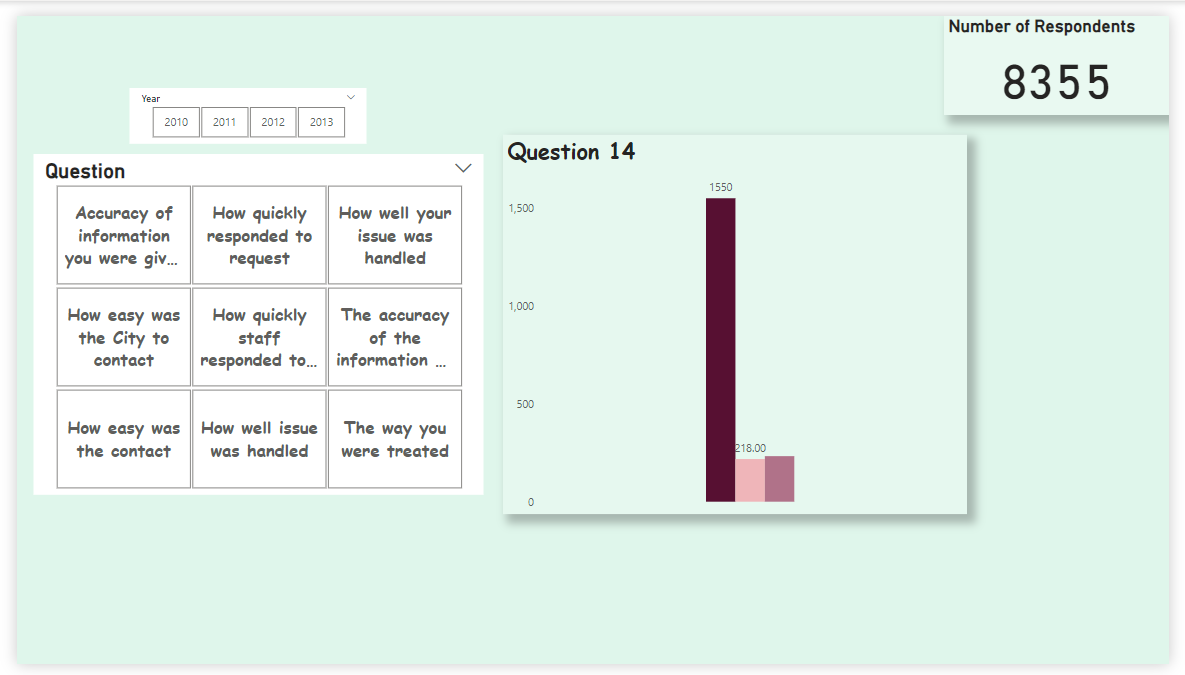 Number of Respondents
8355
Year
2010 2011 2012 2013
Question
Accuracy of
information
you were giv...
How quickly
responded to
request
How well your
issue was
handled
How easy was
the City to
contact
How quickly
staff
responded to...
The accuracy
of the
information ...
How easy was
the contact
How well issue
was handled
The way you
were treated
Question 14
1550
1,500
1,000
500
218.00
0